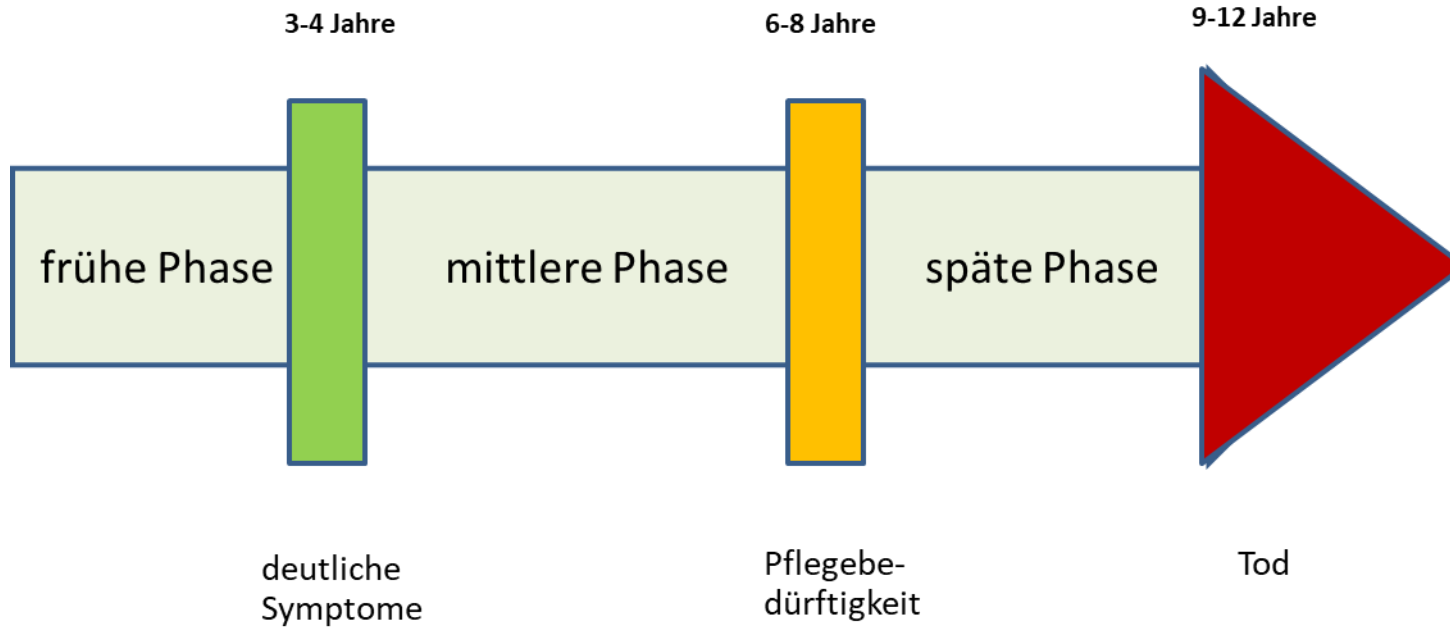 3-4 Jahre
6-8 Jahre
9-12 Jahre
frühe Phase
mittlere Phase
späte Phase
deutliche
Symptome
Pflegebe-
dürftigkeit
Tod